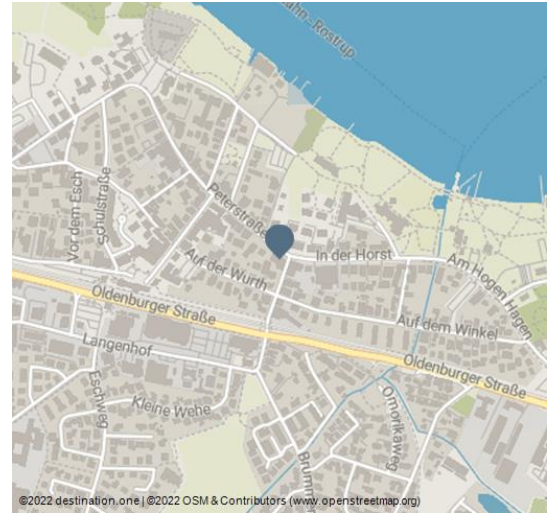 ahn - Rostrup
Vor dem Esch
Schulstraße
Peterstraße
In der Horst
Am Hogen Hagen
Auf der Wurth
Oldenburger Straße
Auf dem Winkel
Langenhof
Oldenburger Straße
Eschweg
Kleine Wehe
Omorikaweg
Brumm
©2022 destination.one | ©2022 OSM & Contributors (www.openstreetmap.org)